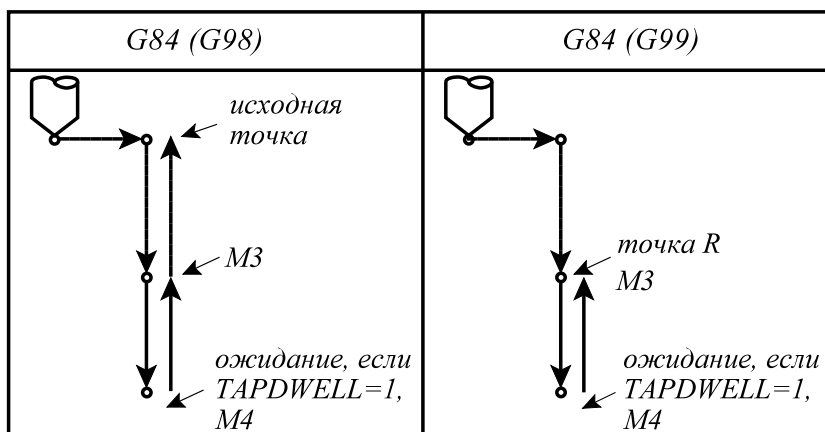 G84 (G98)
G84 (G99)
исходная
точка
M3
ожидание, если
TAPDWELL=1,
M4
точка R
M3
ожидание, если
TAPDWELL=1,
M4